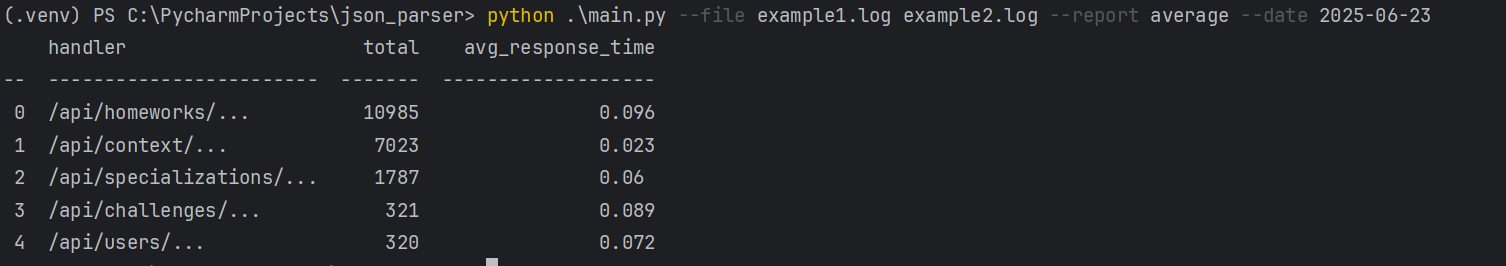 (.venv) PS C:\PycharmProjects\json_parser> python .\main.py --file example1.log example2.log --report average --date 2025-06-23
    handler                    total    avg_response_time
--  -----------------------  -------  -------------------
 0  /api/homeworks/...         10985                0.096
 1  /api/context/...            7023                0.023
 2  /api/specializations/...    1787                0.06
 3  /api/challenges/...          321                0.089
 4  /api/users/...               320                0.072